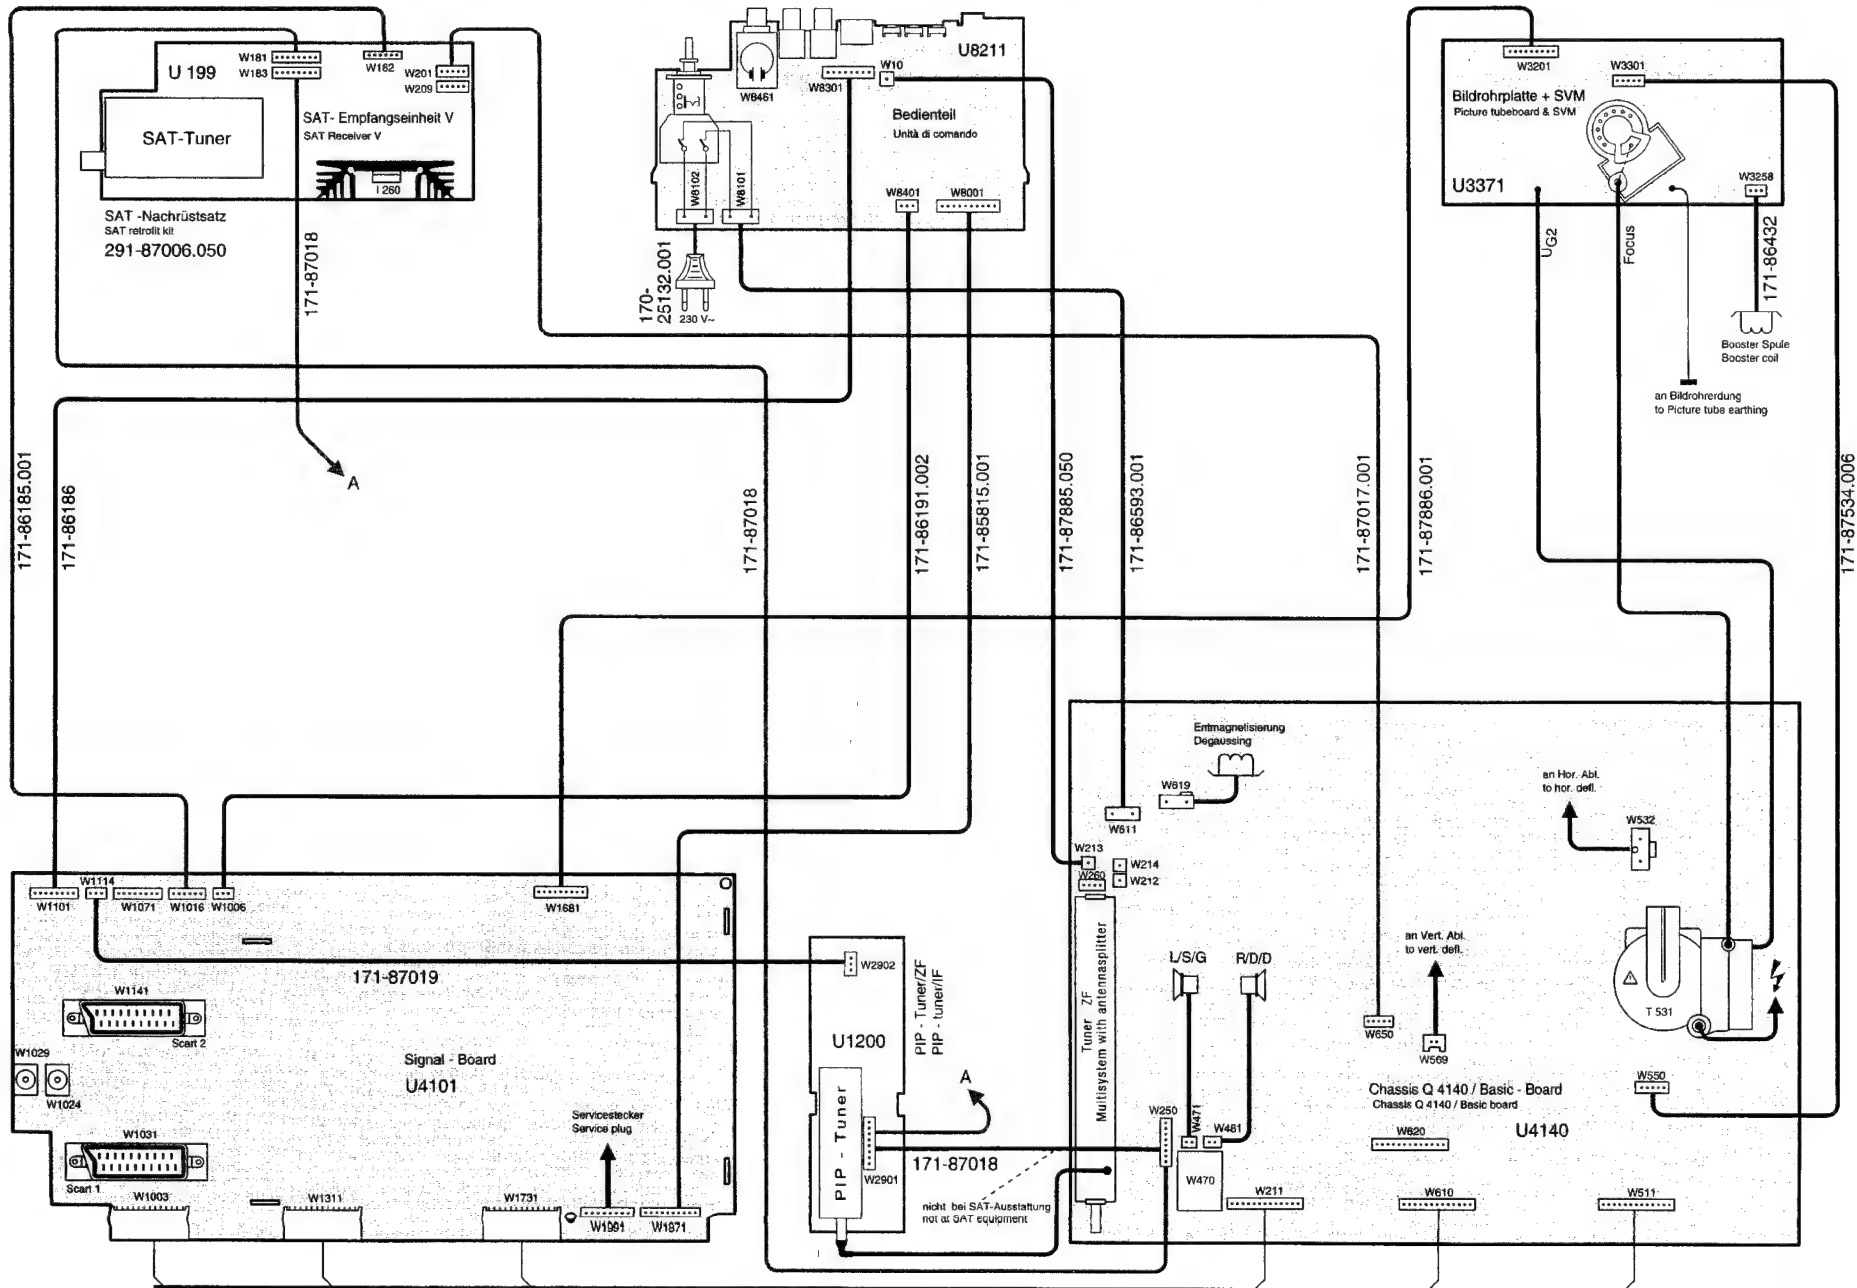 U 199
W181
W183
W182
W201
W209
SAT-Tuner
SAT- Empfangseinheit V
SAT Receiver V
I 260
SAT -Nachrüstsatz
SAT retrofit kit
291-87006.050
171-87018
A
U8211
W8461
W8301
W10
Bedienteil
Unità di comando
W8102
W8101
W8401
W8001
170-
25132.001
230 V~
W3201
W3301
Bildrohrplatte + SVM
Picture tubeboard & SVM
U3371
W3258
UG2
Focus
171-86432
Booster Spule
Booster coil
an Bildrohrerdung
to Picture tube earthing
171-86185.001
171-86186
171-87018
171-86191.002
171-85815.001
171-87885.050
171-86593.001
171-87017.001
171-87886.001
171-87534.006
Entmagnetisierung
Degaussing
W619
W611
an Hor. Abl.
to hor. defl.
W532
W213
W214
W260
W212
W1114
W1101
W1071
W1016
W1006
W1681
171-87019
W2902
W1141
Scart 2
W1029
W1024
Signal - Board
U4101
W1031
Scart 1
W1003
W1311
W1731
Servicestecker
Service plug
W1991
W1871
U1200
PIP - Tuner/ZF
PIP - tuner/IF
PIP - Tuner
W2901
A
171-87018
nicht bei SAT-Ausstattung
not at SAT equipment
Tuner ZF
Multisystem with antennasplitter
L/S/G
R/D/D
W250
W471
W481
W470
an Vert. Abl.
to vert. defl.
W650
W569
T 531
W550
Chassis Q 4140 / Basic - Board
Chassis Q 4140 / Basic board
U4140
W820
W211
W610
W511